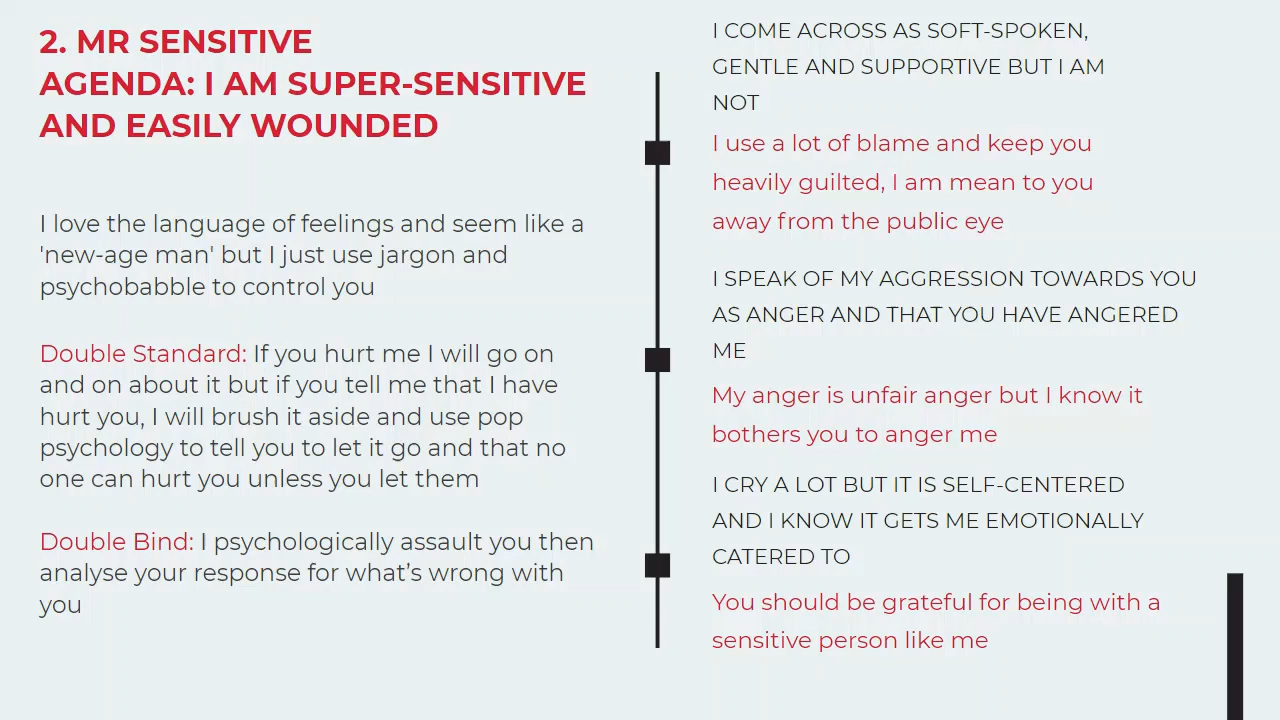 2. MR SENSITIVE
AGENDA: I AM SUPER-SENSITIVE
AND EASILY WOUNDED
I love the language of feelings and seem like a
'new-age man' but I just use jargon and
psychobabble to control you
Double Standard: If you hurt me I will go on
and on about it but if you tell me that I have
hurt you, I will brush it aside and use pop
psychology to tell you to let it go and that no
one can hurt you unless you let them
Double Bind: I psychologically assault you then
analyse your response for what’s wrong with
you
I COME ACROSS AS SOFT-SPOKEN,
GENTLE AND SUPPORTIVE BUT I AM
NOT
I use a lot of blame and keep you
heavily guilted, I am mean to you
away from the public eye
I SPEAK OF MY AGGRESSION TOWARDS YOU
AS ANGER AND THAT YOU HAVE ANGERED
ME
My anger is unfair anger but I know it
bothers you to anger me
I CRY A LOT BUT IT IS SELF-CENTERED
AND I KNOW IT GETS ME EMOTIONALLY
CATERED TO
You should be grateful for being with a
sensitive person like me